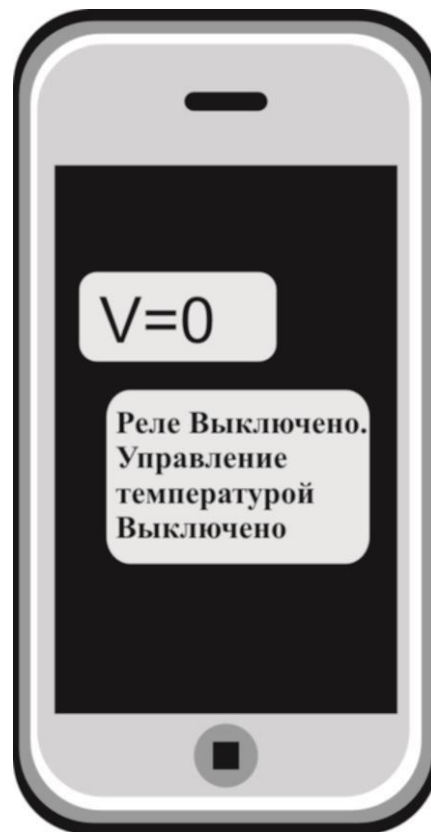 V=0
Реле Выключено.
Управление
температурой
Выключено